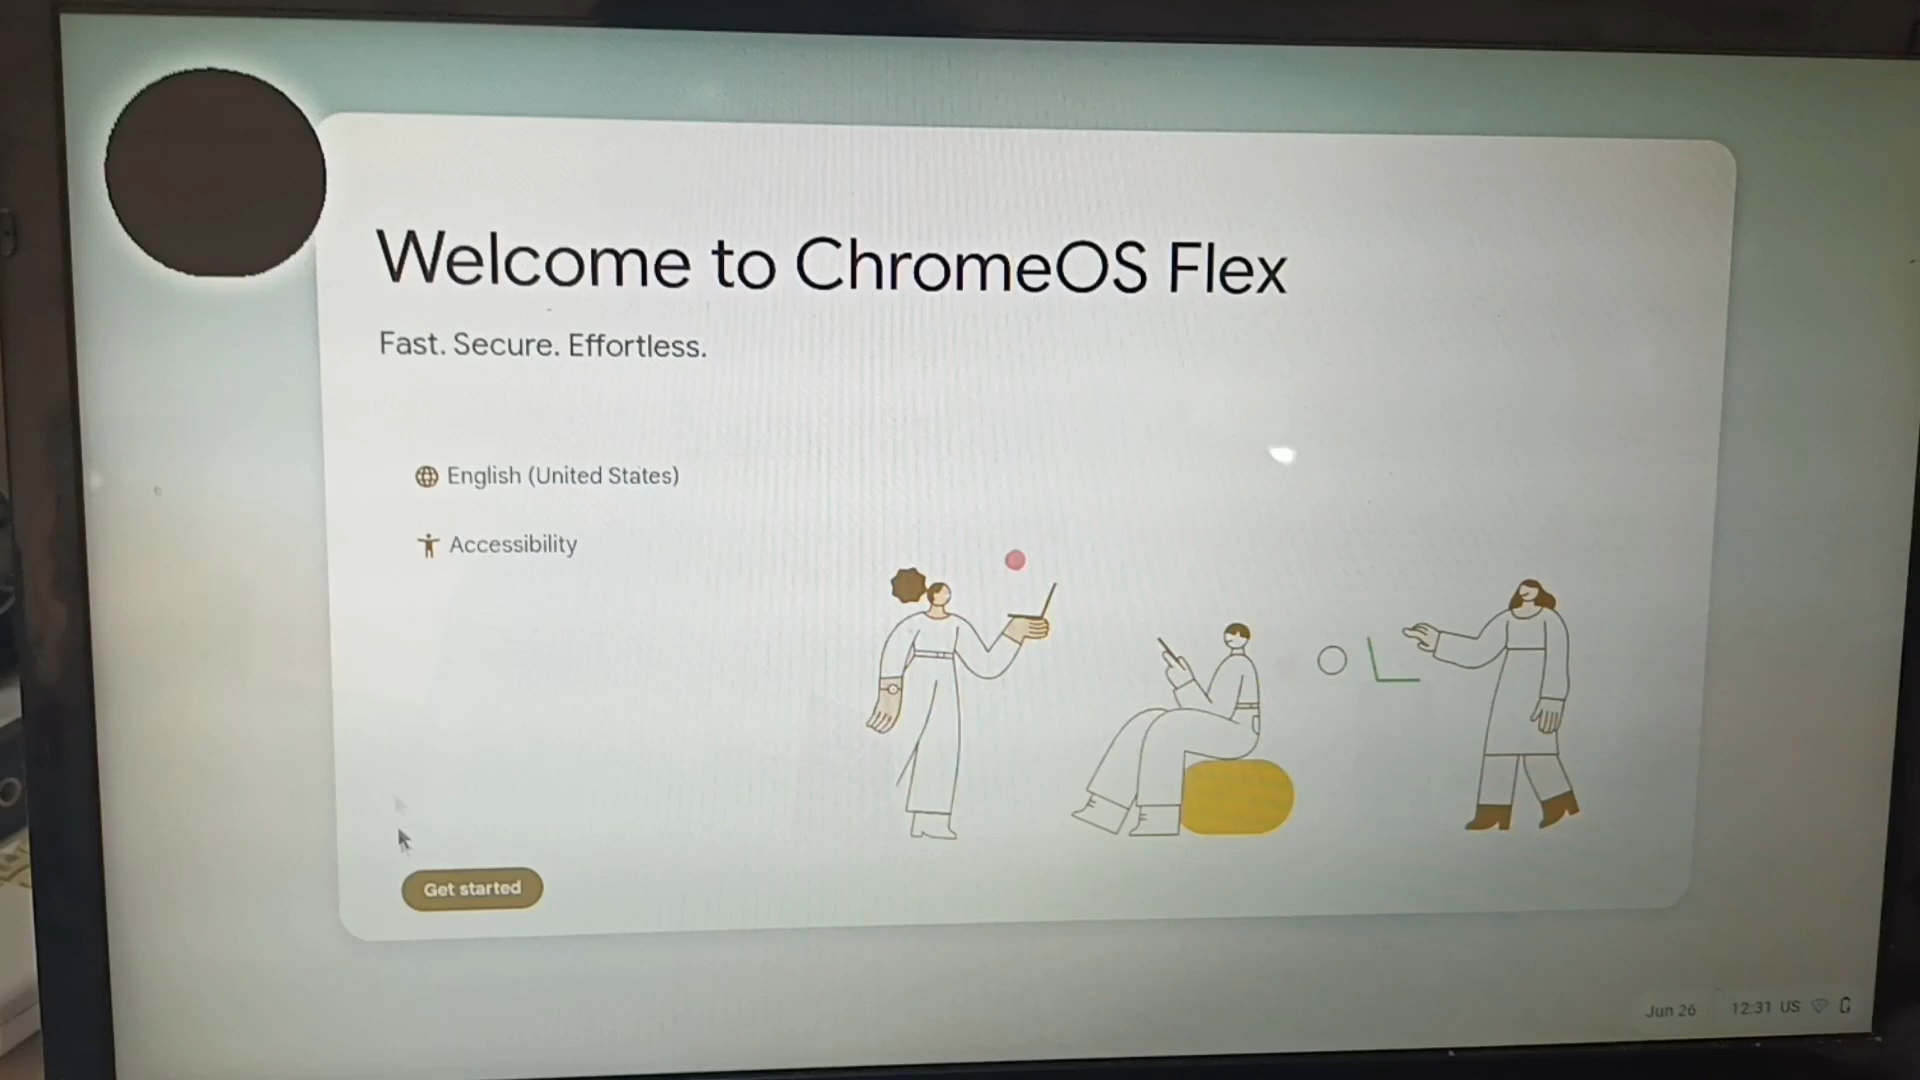 Welcome to ChromeOS Flex
Fast. Secure. Effortless.
English (United States)
Accessibility
Get started
Jun 26 12:31 US